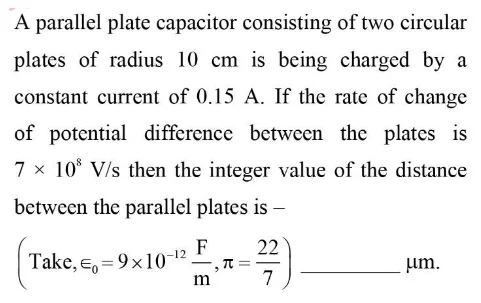 A parallel plate capacitor consisting of two circular
plates of radius 10 cm is being charged by a
constant current of 0.15 A. If the rate of change
of potential difference between the plates is
7 × 10⁸ V/s then the integer value of the distance
between the parallel plates is –
(Take, ∈₀ = 9×10⁻¹² F/m, π = 22/7) __________ μm.